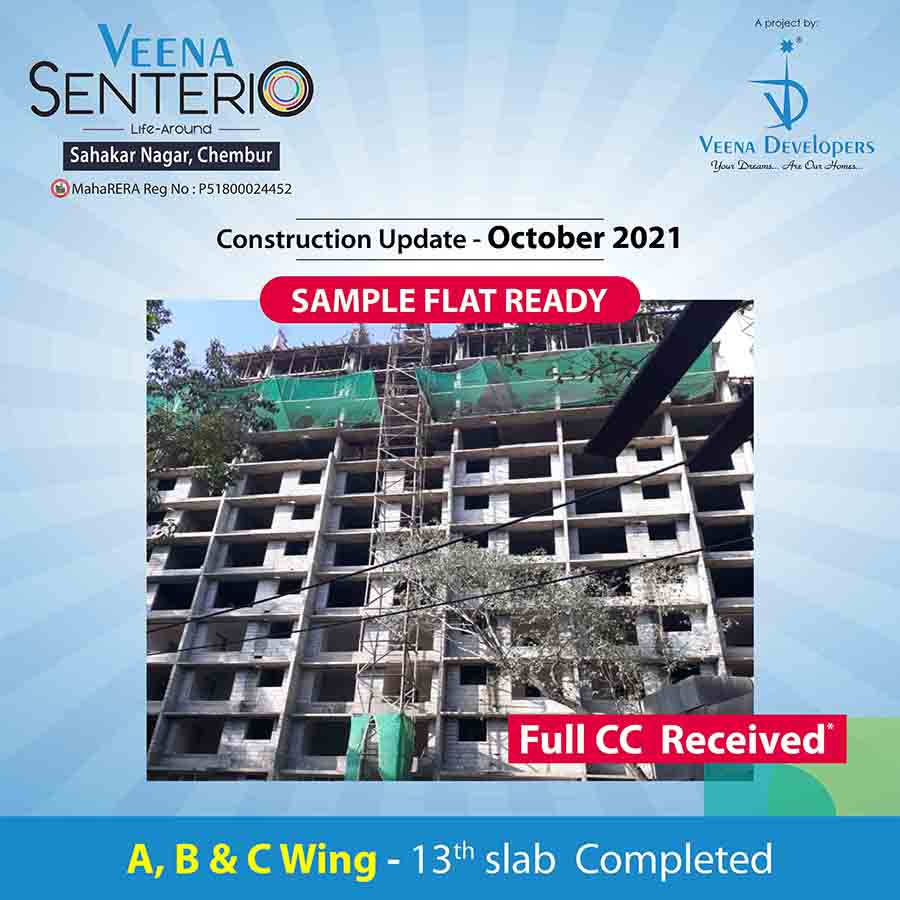 VEENA
SENTERIO
Life-Around
Sahakar Nagar, Chembur
MahaRERA Reg No : P51800024452
A project by:
®
VEENA DEVELOPERS
Your Dreams... Are Our Homes...
Construction Update - October 2021
SAMPLE FLAT READY
Full CC Received*
A, B & C Wing - 13th slab Completed